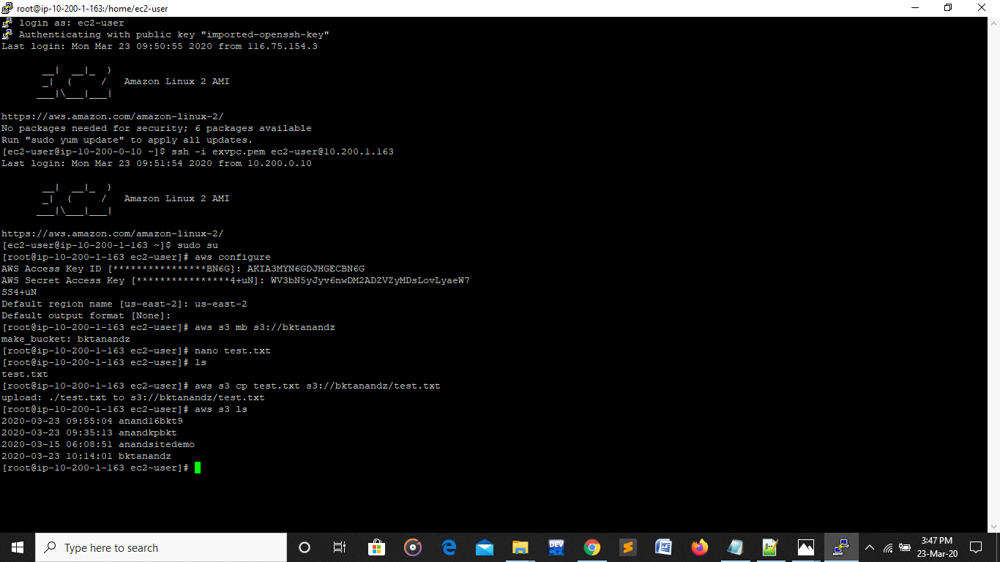 root@ip-10-200-1-163:/home/ec2-user
login as: ec2-user
Authenticating with public key "imported-openssh-key"
Last login: Mon Mar 23 09:50:55 2020 from 116.75.154.3
       __|  __|_  )
       _|  (     /   Amazon Linux 2 AMI
      ___|\___|___|
https://aws.amazon.com/amazon-linux-2/
No packages needed for security; 6 packages available
Run "sudo yum update" to apply all updates.
[ec2-user@ip-10-200-0-10 ~]$ ssh -i exvpc.pem ec2-user@10.200.1.163
Last login: Mon Mar 23 09:51:54 2020 from 10.200.0.10
       __|  __|_  )
       _|  (     /   Amazon Linux 2 AMI
      ___|\___|___|
https://aws.amazon.com/amazon-linux-2/
[ec2-user@ip-10-200-1-163 ~]$ sudo su
[root@ip-10-200-1-163 ec2-user]# aws configure
AWS Access Key ID [****************BN6G]: AKIA3MYN6GDJHGECBN6G
AWS Secret Access Key [****************4+uN]: WV3bN5yJyv6nwDM2ADZVZyMDsLovLyaeW7
SS4+uN
Default region name [us-east-2]: us-east-2
Default output format [None]:
[root@ip-10-200-1-163 ec2-user]# aws s3 mb s3://bktanandz
make_bucket: bktanandz
[root@ip-10-200-1-163 ec2-user]# nano test.txt
[root@ip-10-200-1-163 ec2-user]# ls
test.txt
[root@ip-10-200-1-163 ec2-user]# aws s3 cp test.txt s3://bktanandz/test.txt
upload: ./test.txt to s3://bktanandz/test.txt
[root@ip-10-200-1-163 ec2-user]# aws s3 ls
2020-03-23 09:55:04 anand16bkt9
2020-03-23 09:35:13 anandkpbkt
2020-03-15 06:08:51 anandsitedemo
2020-03-23 10:14:01 bktanandz
[root@ip-10-200-1-163 ec2-user]#
Type here to search
DEV
3:47 PM
23-Mar-20